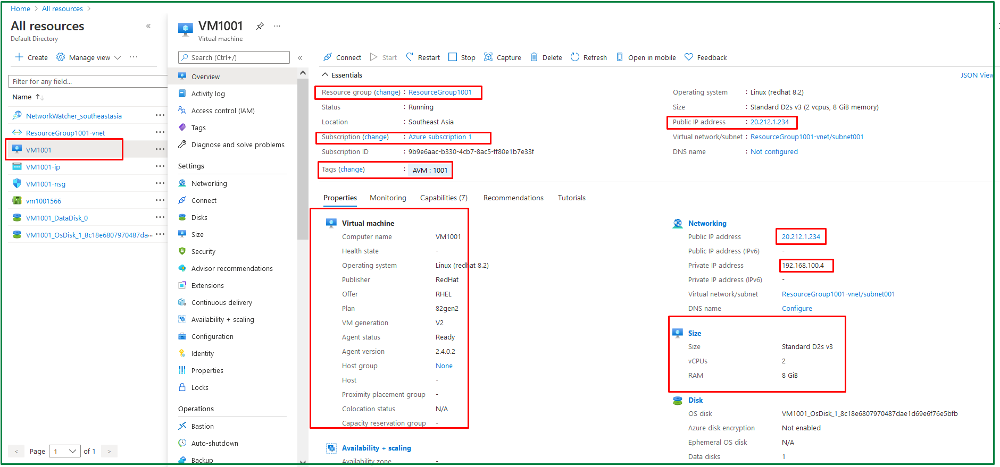 Home > All resources >
All resources «
Default Directory
+ Create Manage view ...
Filter for any field...
Name ↑↓
NetworkWatcher_southeastasia ...
ResourceGroup1001-vnet ...
VM1001 ...
VM1001-ip ...
VM1001-nsg ...
vm1001566 ...
VM1001_DataDisk_0 ...
VM1001_OsDisk_1_8c18e6807970487da... ...
< Page 1 of 1 >
VM1001 ...
Virtual machine
Search (Ctrl+/) «
Overview
Activity log
Access control (IAM)
Tags
Diagnose and solve problems
Settings
Networking
Connect
Disks
Size
Security
Advisor recommendations
Extensions
Continuous delivery
Availability + scaling
Configuration
Identity
Properties
Locks
Operations
Bastion
Auto-shutdown
Backup
Connect Start Restart Stop Capture Delete Refresh Open in mobile Feedback
Essentials
JSON View
Resource group (change) : ResourceGroup1001
Status : Running
Location : Southeast Asia
Subscription (change) : Azure subscription 1
Subscription ID : 9b9e6aac-b330-4cb7-8ac5-ff80e1b7e33f
Tags (change) : AVM : 1001
Operating system : Linux (redhat 8.2)
Size : Standard D2s v3 (2 vcpus, 8 GiB memory)
Public IP address : 20.212.1.234
Virtual network/subnet : ResourceGroup1001-vnet/subnet001
DNS name : Not configured
Properties Monitoring Capabilities (7) Recommendations Tutorials
Virtual machine
Computer name VM1001
Health state -
Operating system Linux (redhat 8.2)
Publisher RedHat
Offer RHEL
Plan 82gen2
VM generation V2
Agent status Ready
Agent version 2.4.0.2
Host group None
Host -
Proximity placement group -
Colocation status N/A
Capacity reservation group -
Availability + scaling
Availability zone -
Networking
Public IP address 20.212.1.234
Public IP address (IPv6) -
Private IP address 192.168.100.4
Private IP address (IPv6) -
Virtual network/subnet ResourceGroup1001-vnet/subnet001
DNS name Configure
Size
Size Standard D2s v3
vCPUs 2
RAM 8 GiB
Disk
OS disk VM1001_OsDisk_1_8c18e6807970487dae1d69e6f76e5bfb
Azure disk encryption Not enabled
Ephemeral OS disk N/A
Data disks 1